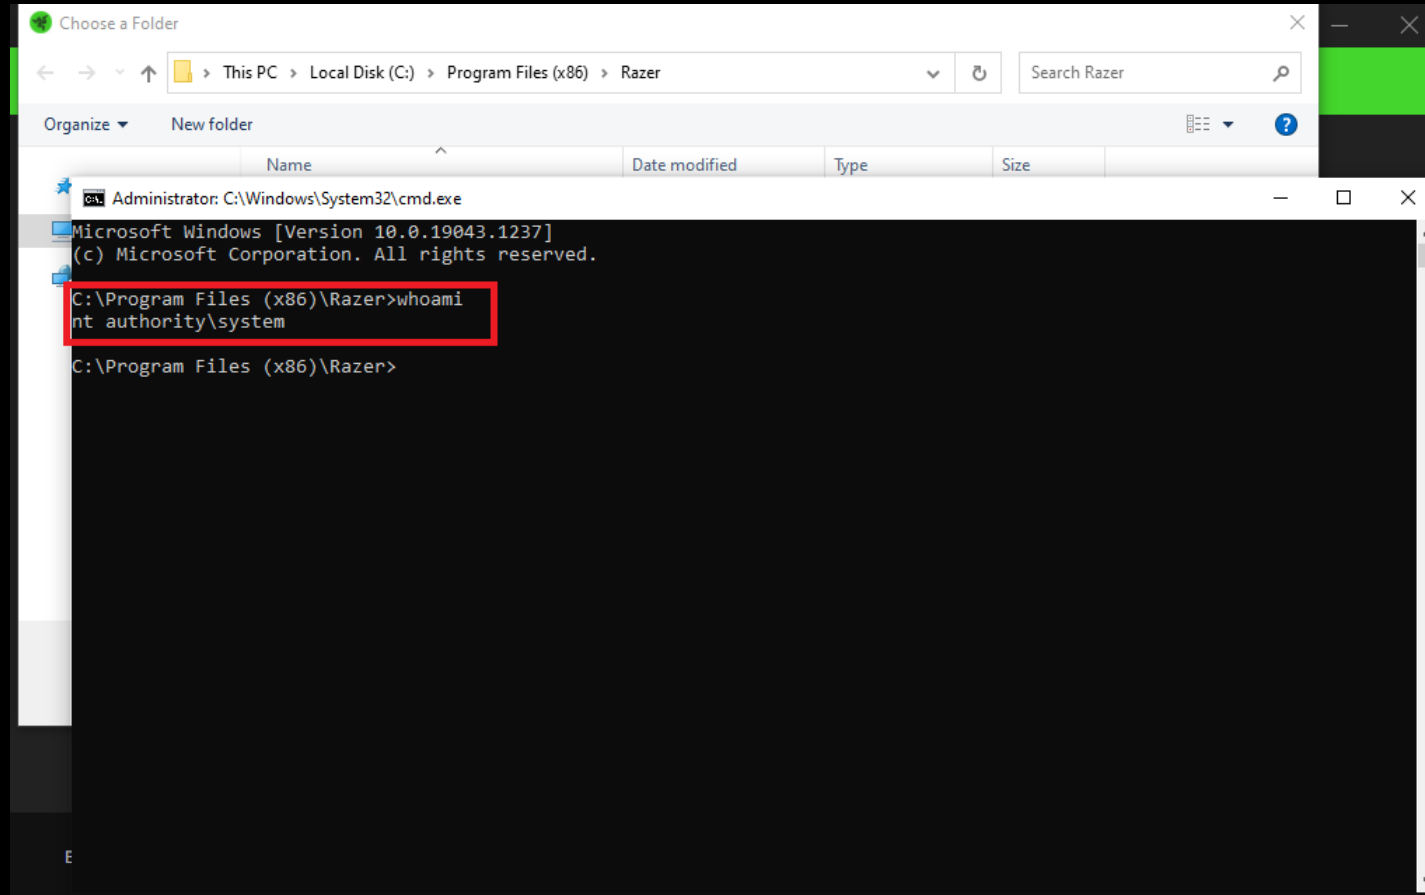 Choose a Folder
This PC > Local Disk (C:) > Program Files (x86) > Razer
Search Razer
Organize
New folder
?
Name Date modified Type Size
Administrator: C:\Windows\System32\cmd.exe
Microsoft Windows [Version 10.0.19043.1237]
(c) Microsoft Corporation. All rights reserved.
C:\Program Files (x86)\Razer>whoami
nt authority\system
C:\Program Files (x86)\Razer>